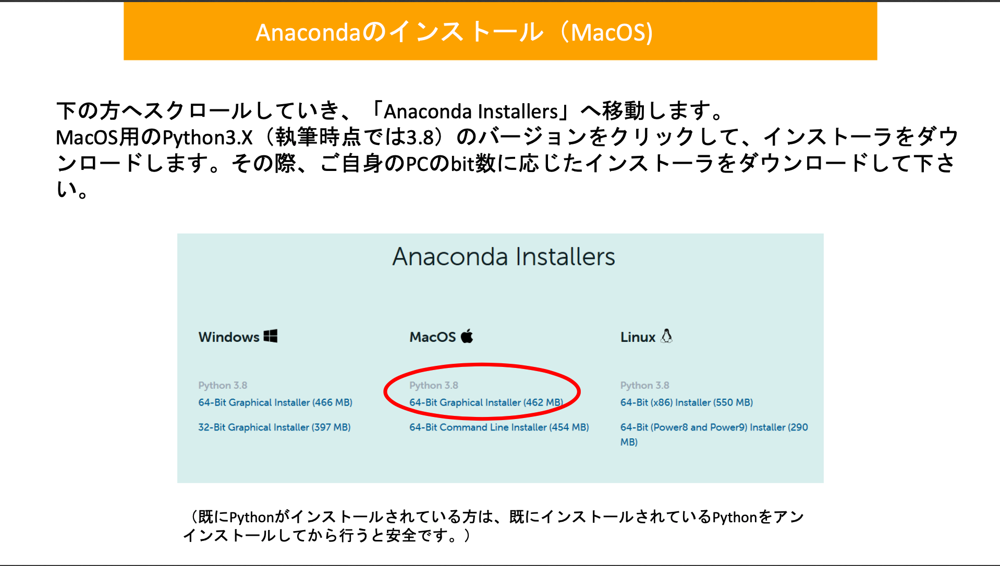 Anacondaのインストール（MacOS)
下の方へスクロールしていき、「Anaconda Installers」へ移動します。
MacOS用のPython3.X（執筆時点では3.8）のバージョンをクリックして、インストーラをダウ
ンロードします。その際、ご自身のPCのbit数に応じたインストーラをダウンロードして下さ
い。
Anaconda Installers
Windows
Python 3.8
64-Bit Graphical Installer (466 MB)
32-Bit Graphical Installer (397 MB)
MacOS
Python 3.8
64-Bit Graphical Installer (462 MB)
64-Bit Command Line Installer (454 MB)
Linux
Python 3.8
64-Bit (x86) Installer (550 MB)
64-Bit (Power8 and Power9) Installer (290
MB)
（既にPythonがインストールされている方は、既にインストールされているPythonをアン
インストールしてから行うと安全です。）